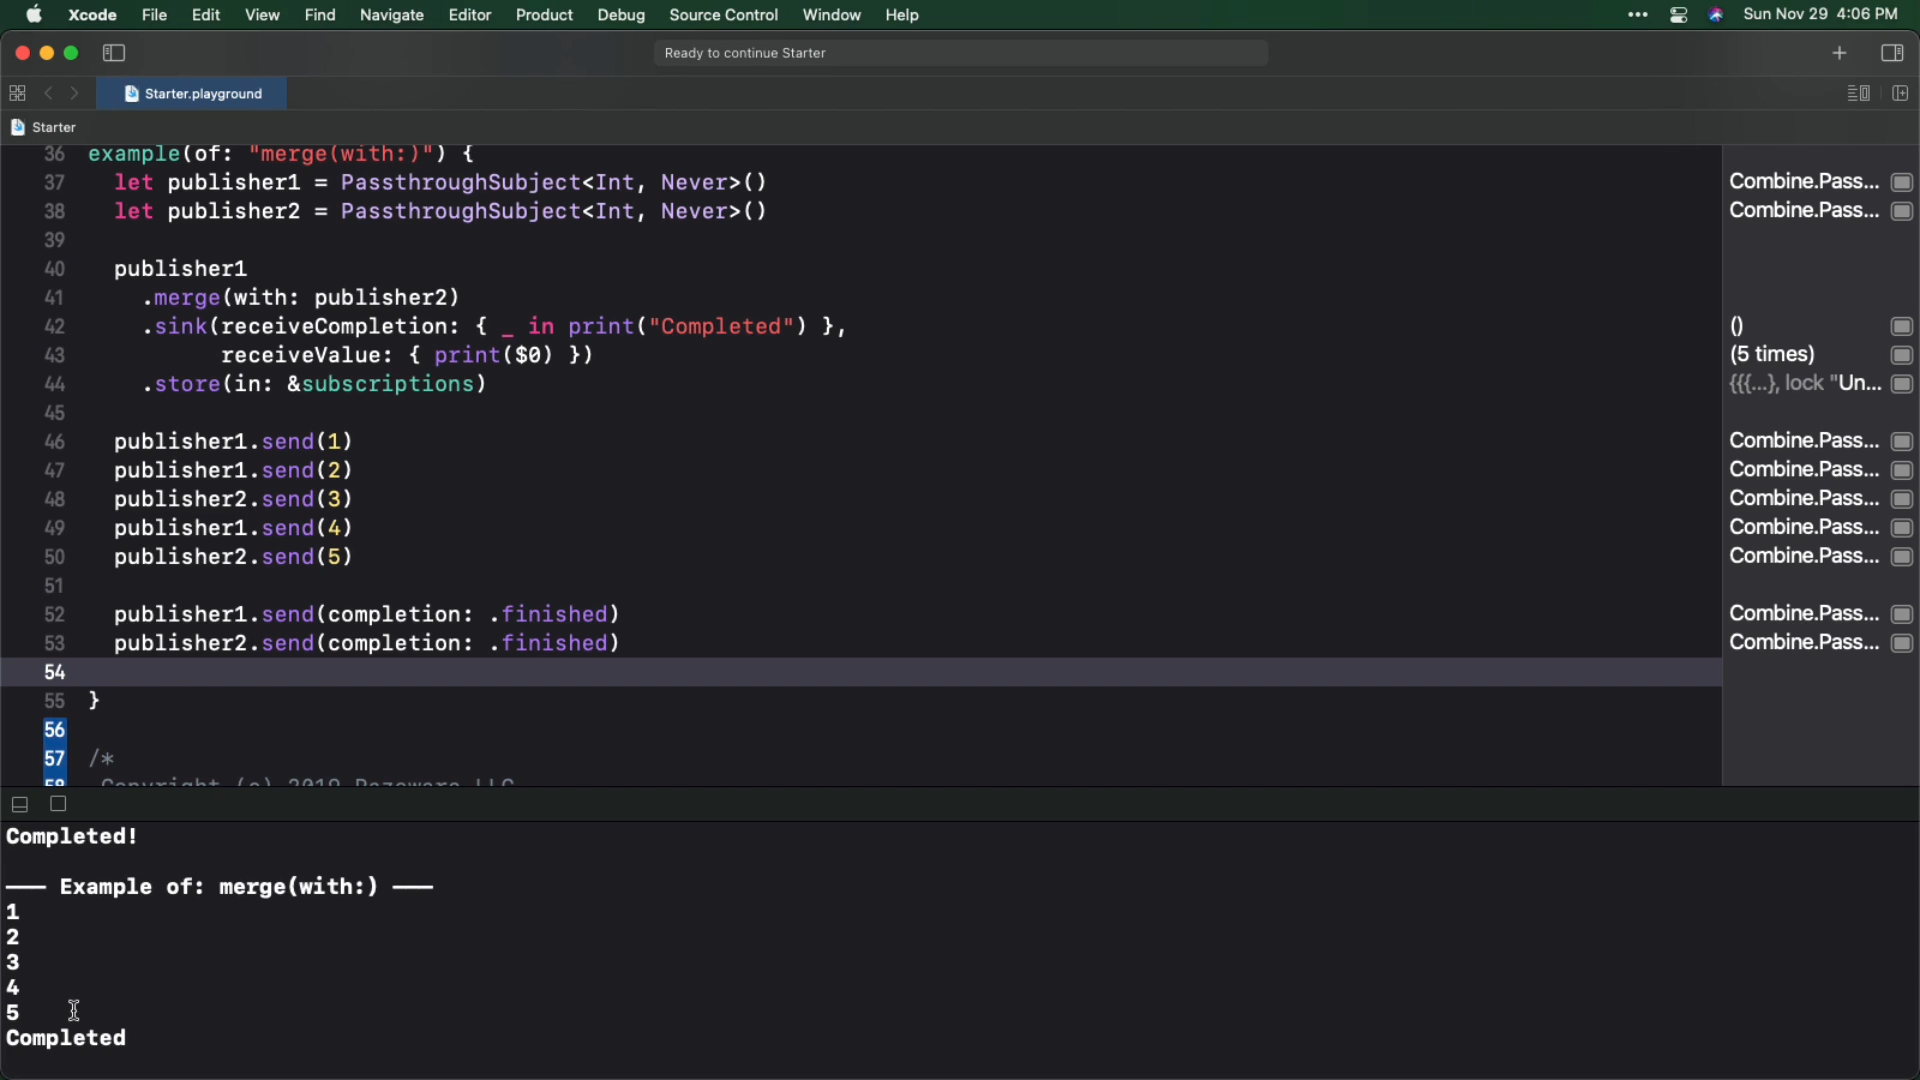 Xcode File Edit View Find Navigate Editor Product Debug Source Control Window Help ••• Sun Nov 29 4:06 PM
Ready to continue Starter
Starter.playground
Starter
36 example(of: "merge(with:)") {
37 let publisher1 = PassthroughSubject<Int, Never>() Combine.Pass...
38 let publisher2 = PassthroughSubject<Int, Never>() Combine.Pass...
39
40 publisher1
41 .merge(with: publisher2)
42 .sink(receiveCompletion: { _ in print("Completed") }, ()
43 receiveValue: { print($0) }) (5 times)
44 .store(in: &subscriptions) {{{...}, lock "Un...
45
46 publisher1.send(1) Combine.Pass...
47 publisher1.send(2) Combine.Pass...
48 publisher2.send(3) Combine.Pass...
49 publisher1.send(4) Combine.Pass...
50 publisher2.send(5) Combine.Pass...
51
52 publisher1.send(completion: .finished) Combine.Pass...
53 publisher2.send(completion: .finished) Combine.Pass...
54
55 }
56
57 /*
58 Copyright (c) 2019 Razeware LLC
Completed!
—— Example of: merge(with:) ——
1
2
3
4
5
Completed